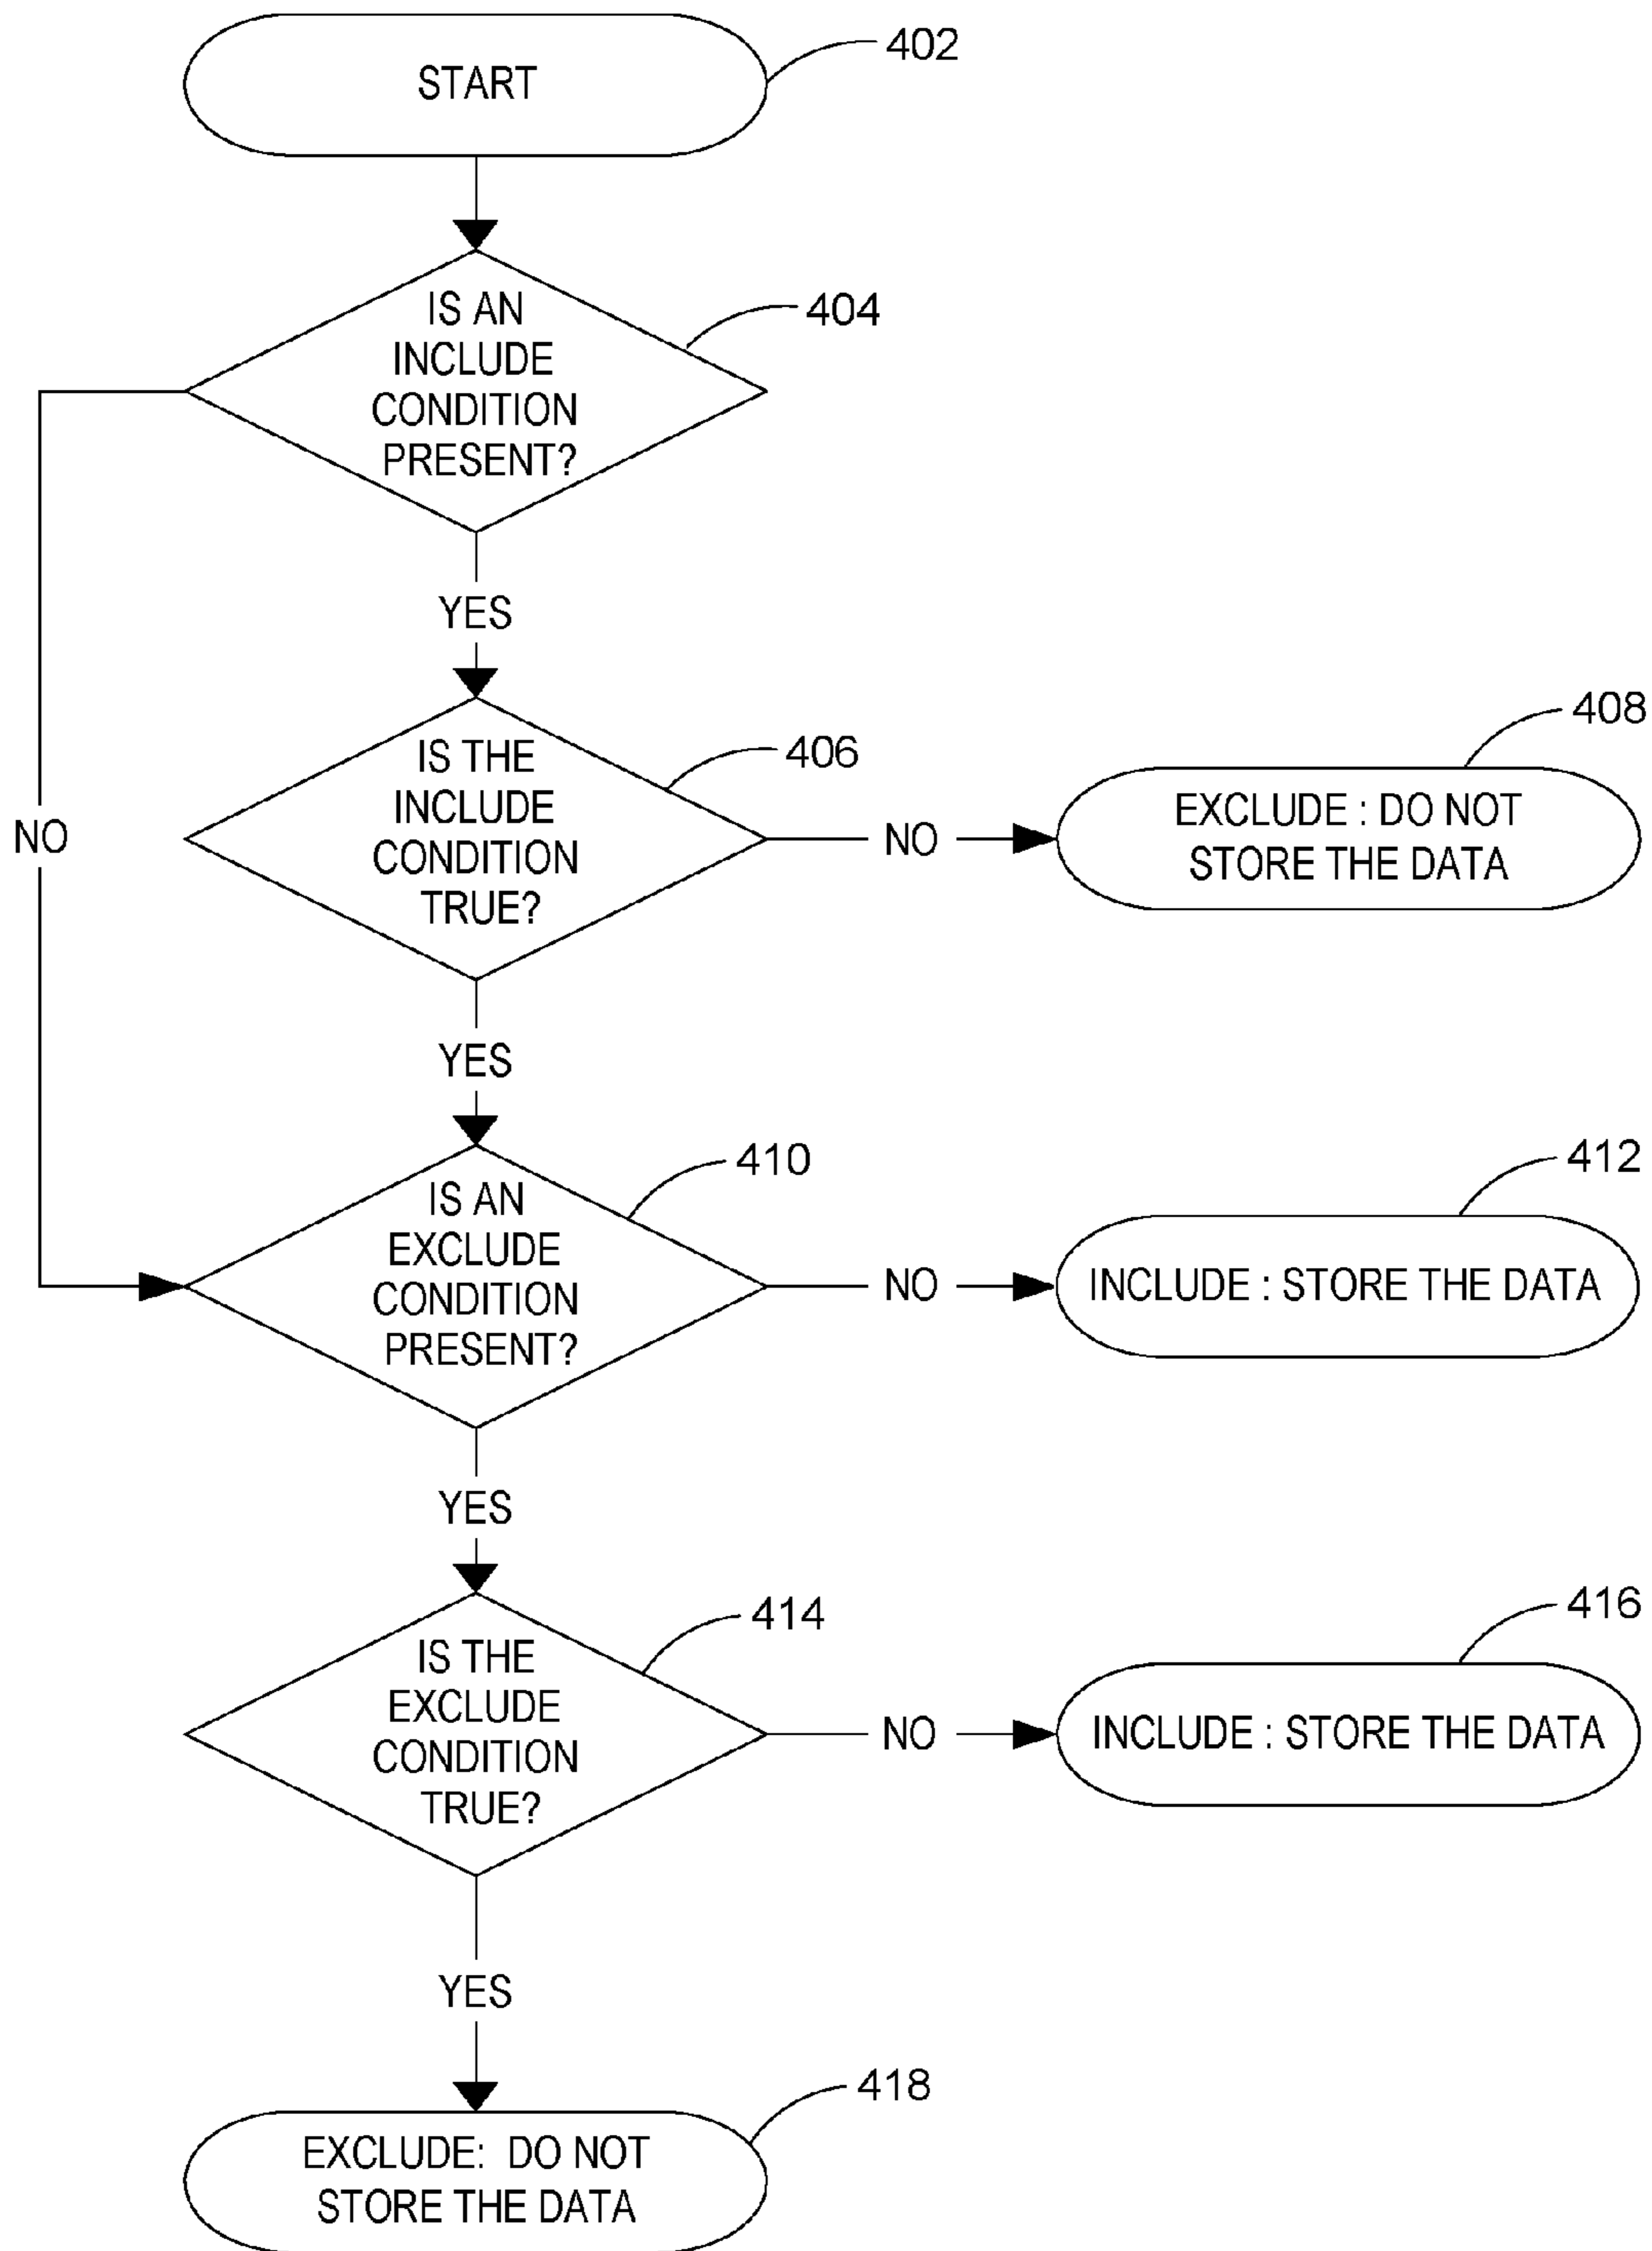 START
402
IS AN
INCLUDE
CONDITION
PRESENT?
404
YES
NO
IS THE
INCLUDE
CONDITION
TRUE?
406
NO
EXCLUDE : DO NOT
STORE THE DATA
408
YES
IS AN
EXCLUDE
CONDITION
PRESENT?
410
NO
INCLUDE : STORE THE DATA
412
YES
IS THE
EXCLUDE
CONDITION
TRUE?
414
NO
INCLUDE : STORE THE DATA
416
YES
EXCLUDE: DO NOT
STORE THE DATA
418